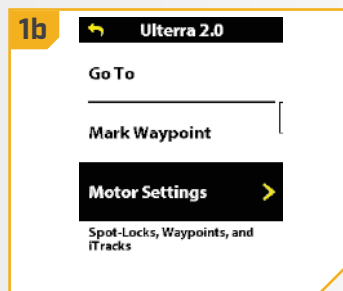 1b
Ulterra 2.0
Go To
Mark Waypoint
Motor Settings
Spot-Locks, Waypoints, and
iTracks